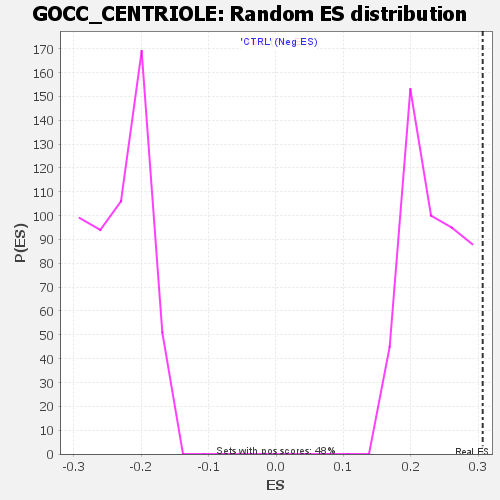 GOCC_CENTRIOLE: Random ES distribution
'CTRL' (Neg ES)
170
160
150
140
130
120
110
100
90
80
70
60
50
40
30
20
10
0
P(ES)
Sets with pos scores: 48%
Real ES
-0.3 -0.2 -0.1 0.0 0.1 0.2 0.3
ES